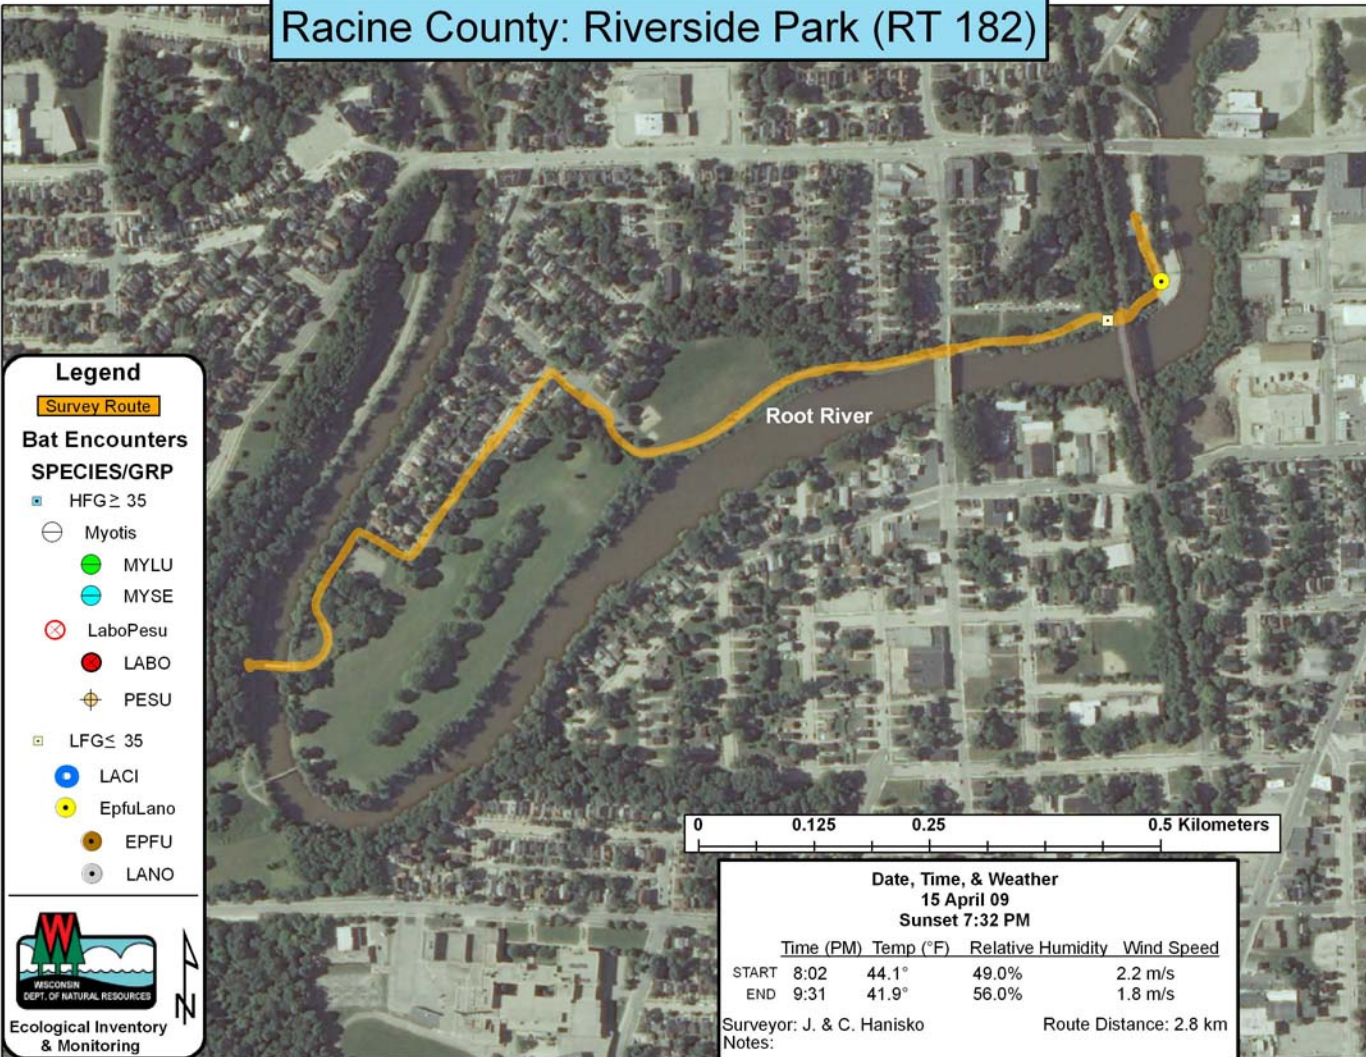 Racine County: Riverside Park (RT 182)
Root River
Legend
Survey Route
Bat Encounters
SPECIES/GRP
HFG ≥ 35
Myotis
MYLU
MYSE
LaboPesu
LABO
PESU
LFG ≤ 35
LACI
EpfuLano
EPFU
LANO
W
WISCONSIN
DEPT. OF NATURAL RESOURCES
N
Ecological Inventory
& Monitoring
0 0.125 0.25 0.5 Kilometers
Date, Time, & Weather
15 April 09
Sunset 7:32 PM
Time (PM) Temp (°F) Relative Humidity Wind Speed
START 8:02 44.1° 49.0% 2.2 m/s
END 9:31 41.9° 56.0% 1.8 m/s
Surveyor: J. & C. Hanisko Route Distance: 2.8 km
Notes: